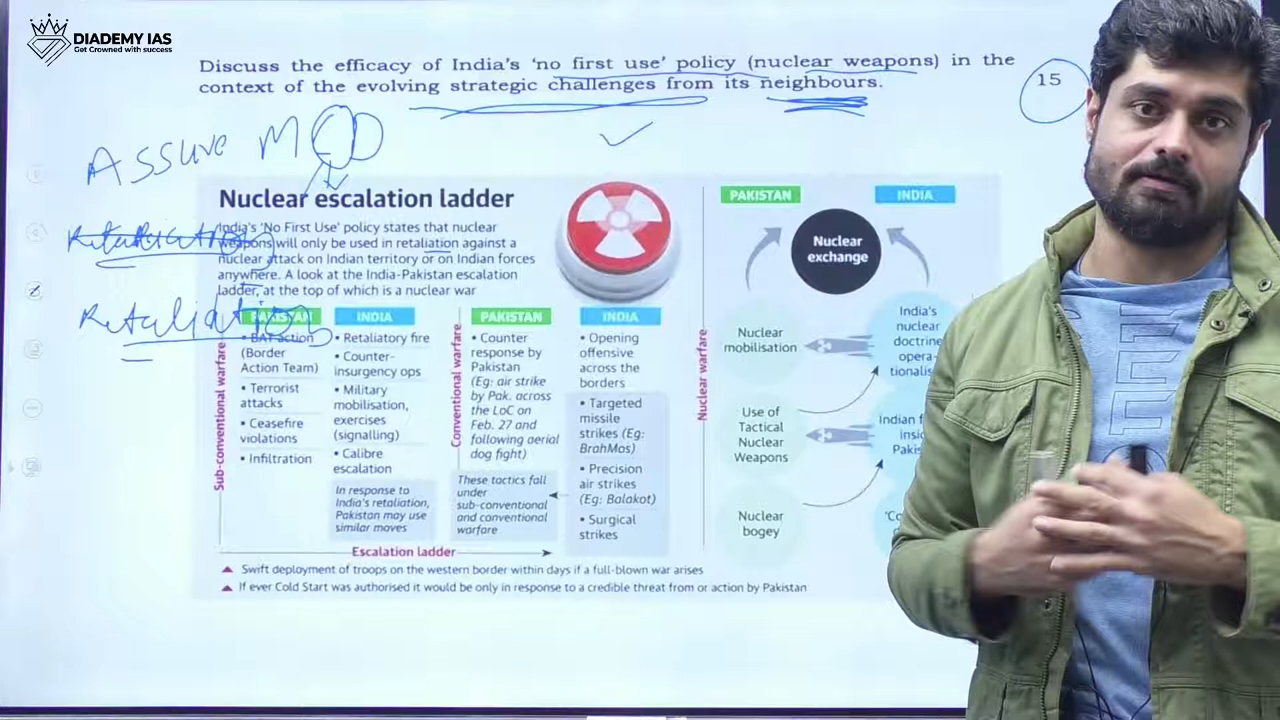 DIADEMY IAS
Get Crowned with success
Discuss the efficacy of India's 'no first use' policy (nuclear weapons) in the
context of the evolving strategic challenges from its neighbours.
15
Assure M
Retaliation
Nuclear escalation ladder
India's 'No First Use' policy states that nuclear
weapons will only be used in retaliation against a
nuclear attack on Indian territory or on Indian forces
anywhere. A look at the India-Pakistan escalation
ladder, at the top of which is a nuclear war
PAKISTAN
Sub-conventional warfare
• BAT action
(Border
Action Team)
• Terrorist
attacks
• Ceasefire
violations
• Infiltration
INDIA
• Retaliatory fire
• Counter-
insurgency ops
• Military
mobilisation,
exercises
(signalling)
• Calibre
escalation
In response to
India's retaliation,
Pakistan may use
similar moves
PAKISTAN
Conventional warfare
• Counter
response by
Pakistan
(Eg: air strike
by Pak. across
the LoC on
Feb. 27 and
following aerial
dog fight)
These tactics fall
under
sub-conventional
and conventional
warfare
INDIA
• Opening
offensive
across the
borders
• Targeted
missile
strikes (Eg:
BrahMos)
• Precision
air strikes
(Eg: Balakot)
• Surgical
strikes
Escalation ladder
Swift deployment of troops on the western border within days if a full-blown war arises
If ever Cold Start was authorised it would be only in response to a credible threat from or action by Pakistan
PAKISTAN
INDIA
Nuclear
exchange
Nuclear warfare
Nuclear
mobilisation
Use of
Tactical
Nuclear
Weapons
Nuclear
bogey
India's
nuclear
doctrine
opera-
tionalis
Indian f
insi
Pakis
'Co